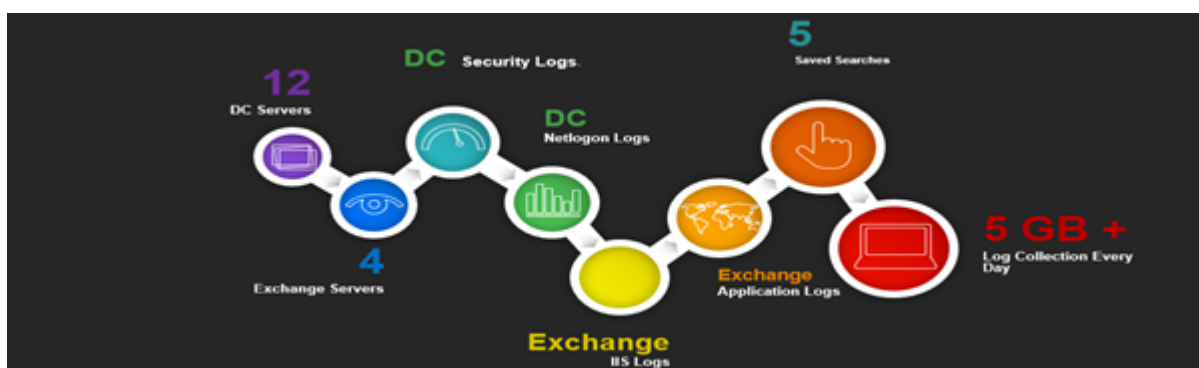 12
DC Servers
4
Exchange Servers
DC Security Logs.
DC
Netlogon Logs
Exchange
IIS Logs
Exchange
Application Logs
5
Saved Searches
5 GB +
Log Collection Every
Day